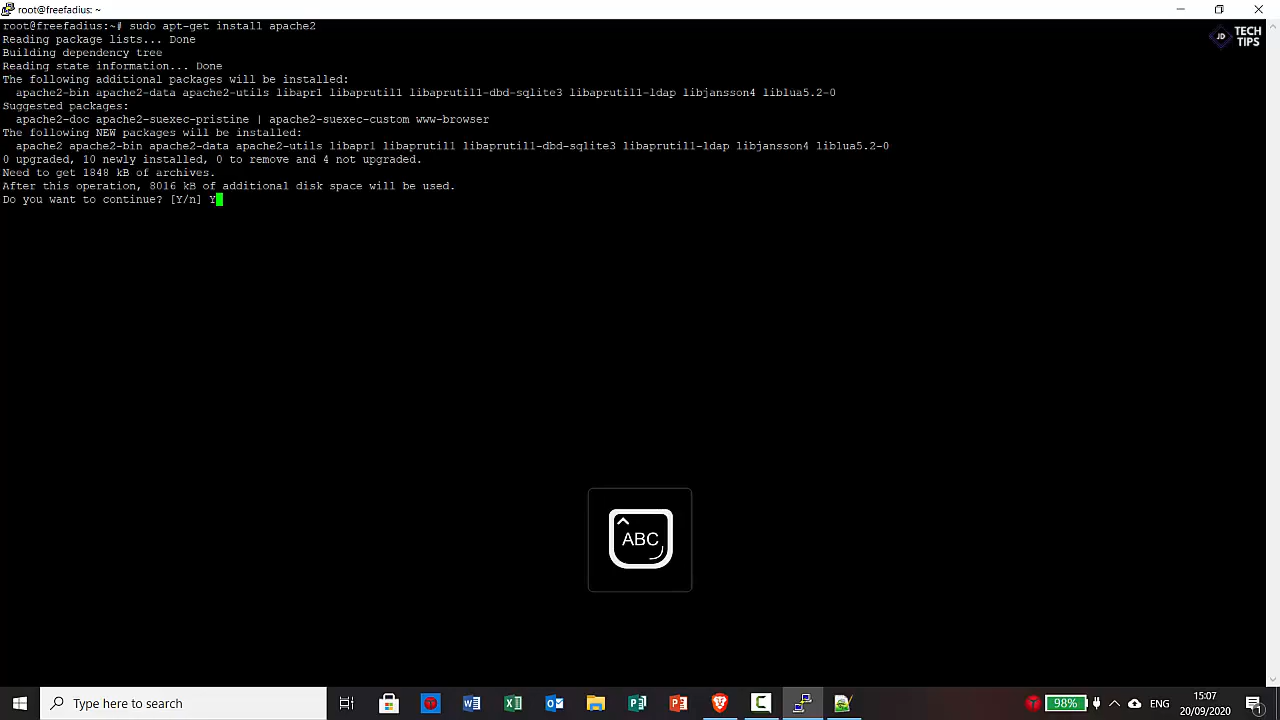 root@freefadius: ~
root@freefadius:~# sudo apt-get install apache2
Reading package lists... Done
Building dependency tree
Reading state information... Done
The following additional packages will be installed:
apache2-bin apache2-data apache2-utils libapr1 libaprutil1 libaprutil1-dbd-sqlite3 libaprutil1-ldap libjansson4 liblua5.2-0
Suggested packages:
apache2-doc apache2-suexec-pristine | apache2-suexec-custom www-browser
The following NEW packages will be installed:
apache2 apache2-bin apache2-data apache2-utils libapr1 libaprutil1 libaprutil1-dbd-sqlite3 libaprutil1-ldap libjansson4 liblua5.2-0
0 upgraded, 10 newly installed, 0 to remove and 4 not upgraded.
Need to get 1848 kB of archives.
After this operation, 8016 kB of additional disk space will be used.
Do you want to continue? [Y/n] Y
JD TECH
TIPS
ABC
Type here to search
98%
ENG
15:07
20/09/2020
1